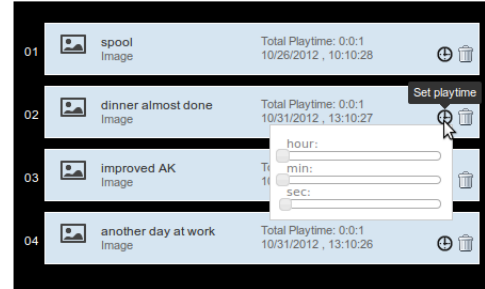 01
spool
Image
Total Playtime: 0:0:1
10/26/2012 , 10:10:28
Set playtime
02
dinner almost done
Image
Total Playtime: 0:0:1
10/31/2012 , 13:10:27
hour:
min:
sec:
03
improved AK
Image
04
another day at work
Image
Total Playtime: 0:0:1
10/31/2012 , 13:10:26